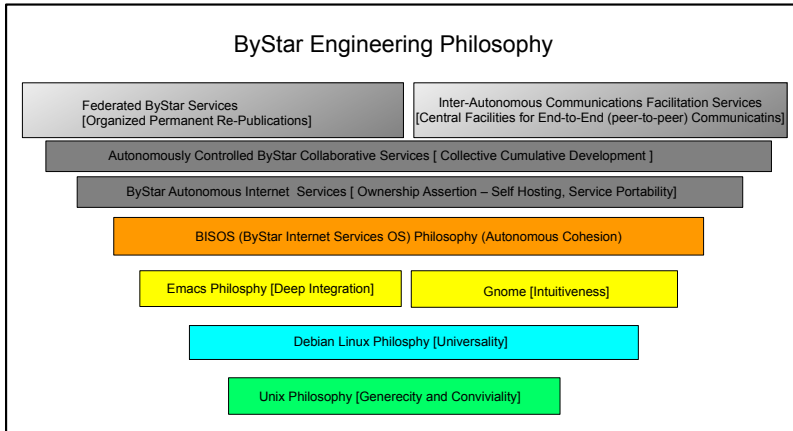 ByStar Engineering Philosophy
Federated ByStar Services
[Organized Permanent Re-Publications]
Inter-Autonomous Communications Facilitation Services
[Central Facilities for End-to-End (peer-to-peer) Communicatins]
Autonomously Controlled ByStar Collaborative Services [ Collective Cumulative Development ]
ByStar Autonomous Internet Services [ Ownership Assertion – Self Hosting, Service Portability]
BISOS (ByStar Internet Services OS) Philosophy (Autonomous Cohesion)
Emacs Philosphy [Deep Integration]
Gnome [Intuitiveness]
Debian Linux Philosphy [Universality]
Unix Philosophy [Generecity and Conviviality]